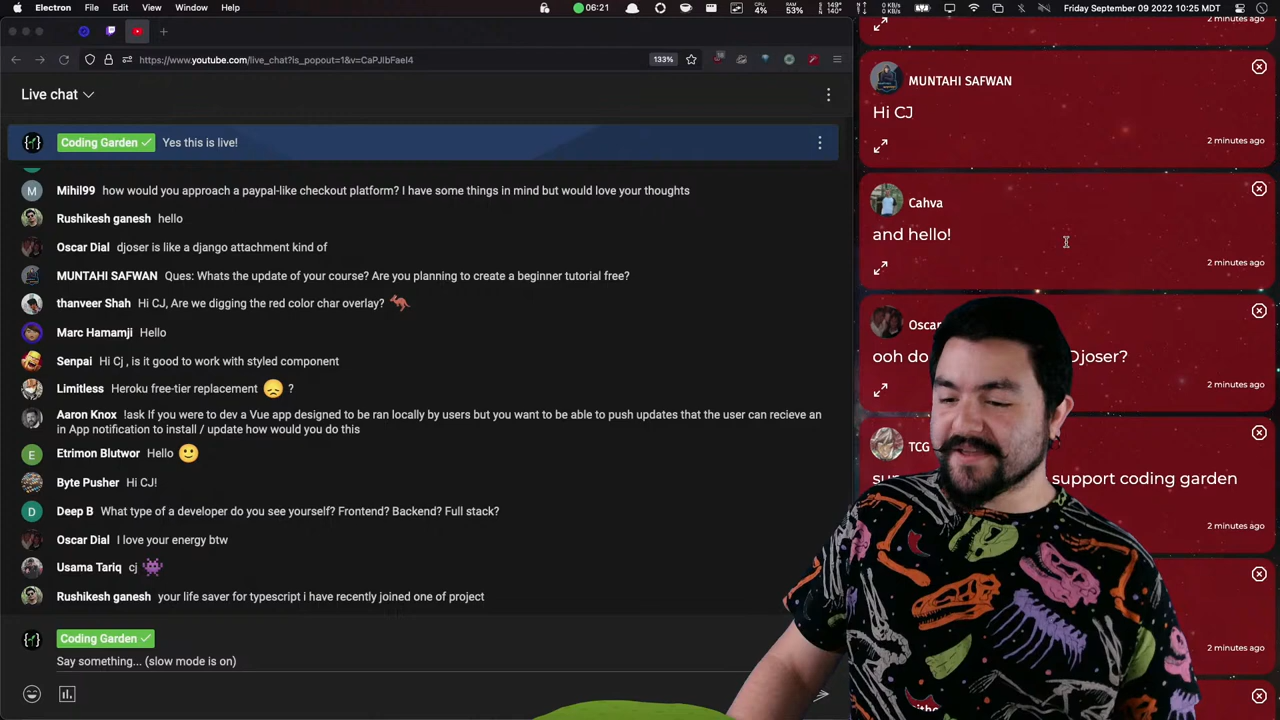 Electron File Edit View Window Help
06:21
CPU 4%
RAM 53%
149°
140°
0 KB/s
0 KB/s
Friday September 09 2022 10:25 MDT
https://www.youtube.com/live_chat?is_popout=1&v=CaPJIbFaeI4
133%
Live chat
Coding Garden Yes this is live!
Mihil99 how would you approach a paypal-like checkout platform? I have some things in mind but would love your thoughts
Rushikesh ganesh hello
Oscar Dial djoser is like a django attachment kind of
MUNTAHI SAFWAN Ques: Whats the update of your course? Are you planning to create a beginner tutorial free?
thanveer Shah Hi CJ, Are we digging the red color char overlay?
Marc Hamamji Hello
Senpai Hi Cj , is it good to work with styled component
Limitless Heroku free-tier replacement 😞 ?
Aaron Knox !ask If you were to dev a Vue app designed to be ran locally by users but you want to be able to push updates that the user can recieve an
in App notification to install / update how would you do this
Etrimon Blutwor Hello 🙂
Byte Pusher Hi CJ!
Deep B What type of a developer do you see yourself? Frontend? Backend? Full stack?
Oscar Dial I love your energy btw
Usama Tariq cj 👾
Rushikesh ganesh your life saver for typescript i have recently joined one of project
Coding Garden
Say something... (slow mode is on)
2 minutes ago
MUNTAHI SAFWAN
Hi CJ
2 minutes ago
Cahva
and hello!
2 minutes ago
Oscar
ooh do Djoser?
2 minutes ago
TCG
support coding garden
2 minutes ago
2 minutes ago